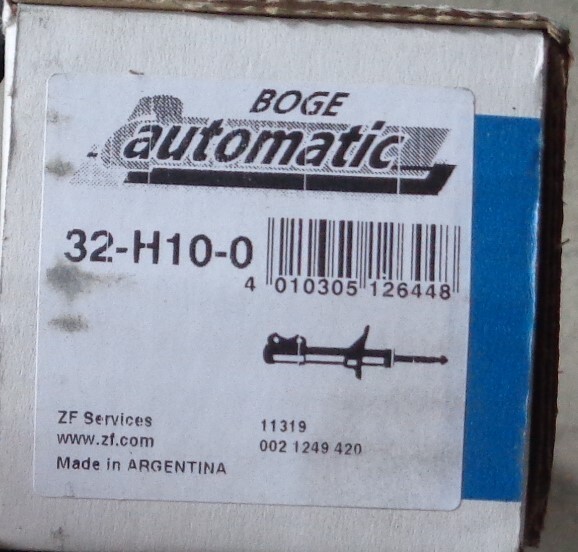 BOGE
automatic
32-H10-0
4 010305 126448
ZF Services
www.zf.com
Made in ARGENTINA
11319
002 1249 420